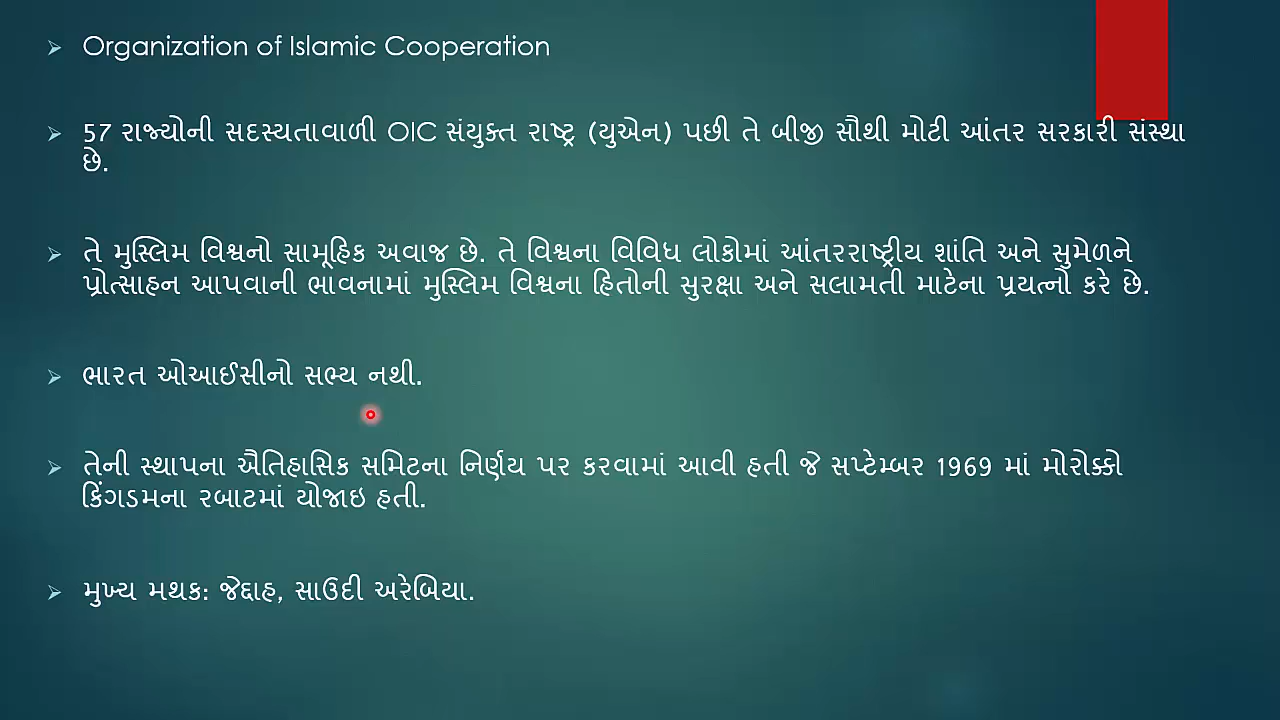 Organization of Islamic Cooperation
57 રાજ્યોની સદસ્યતાવાળી OIC સંયુક્ત રાષ્ટ્ર (યુએન) પછી તે બીજી સૌથી મોટી આંતર સરકારી સંસ્થા
છે.
તે મુસ્લિમ વિશ્વનો સામૂહિક અવાજ છે. તે વિશ્વના વિવિધ લોકોમાં આંતરરાષ્ટ્રીય શાંતિ અને સુમેળને
પ્રોત્સાહન આપવાની ભાવનામાં મુસ્લિમ વિશ્વના હિતોની સુરક્ષા અને સલામતી માટેના પ્રયત્નો કરે છે.
ભારત ઓઆઈસીનો સભ્ય નથી.
તેની સ્થાપના ઐતિહાસિક સમિટના નિર્ણય પર કરવામાં આવી હતી જે સપ્ટેમ્બર 1969 માં મોરોક્કો
કિંગડમના રબાટમાં યોજાઇ હતી.
મુખ્ય મથક: જેદ્દાહ, સાઉદી અરેબિયા.